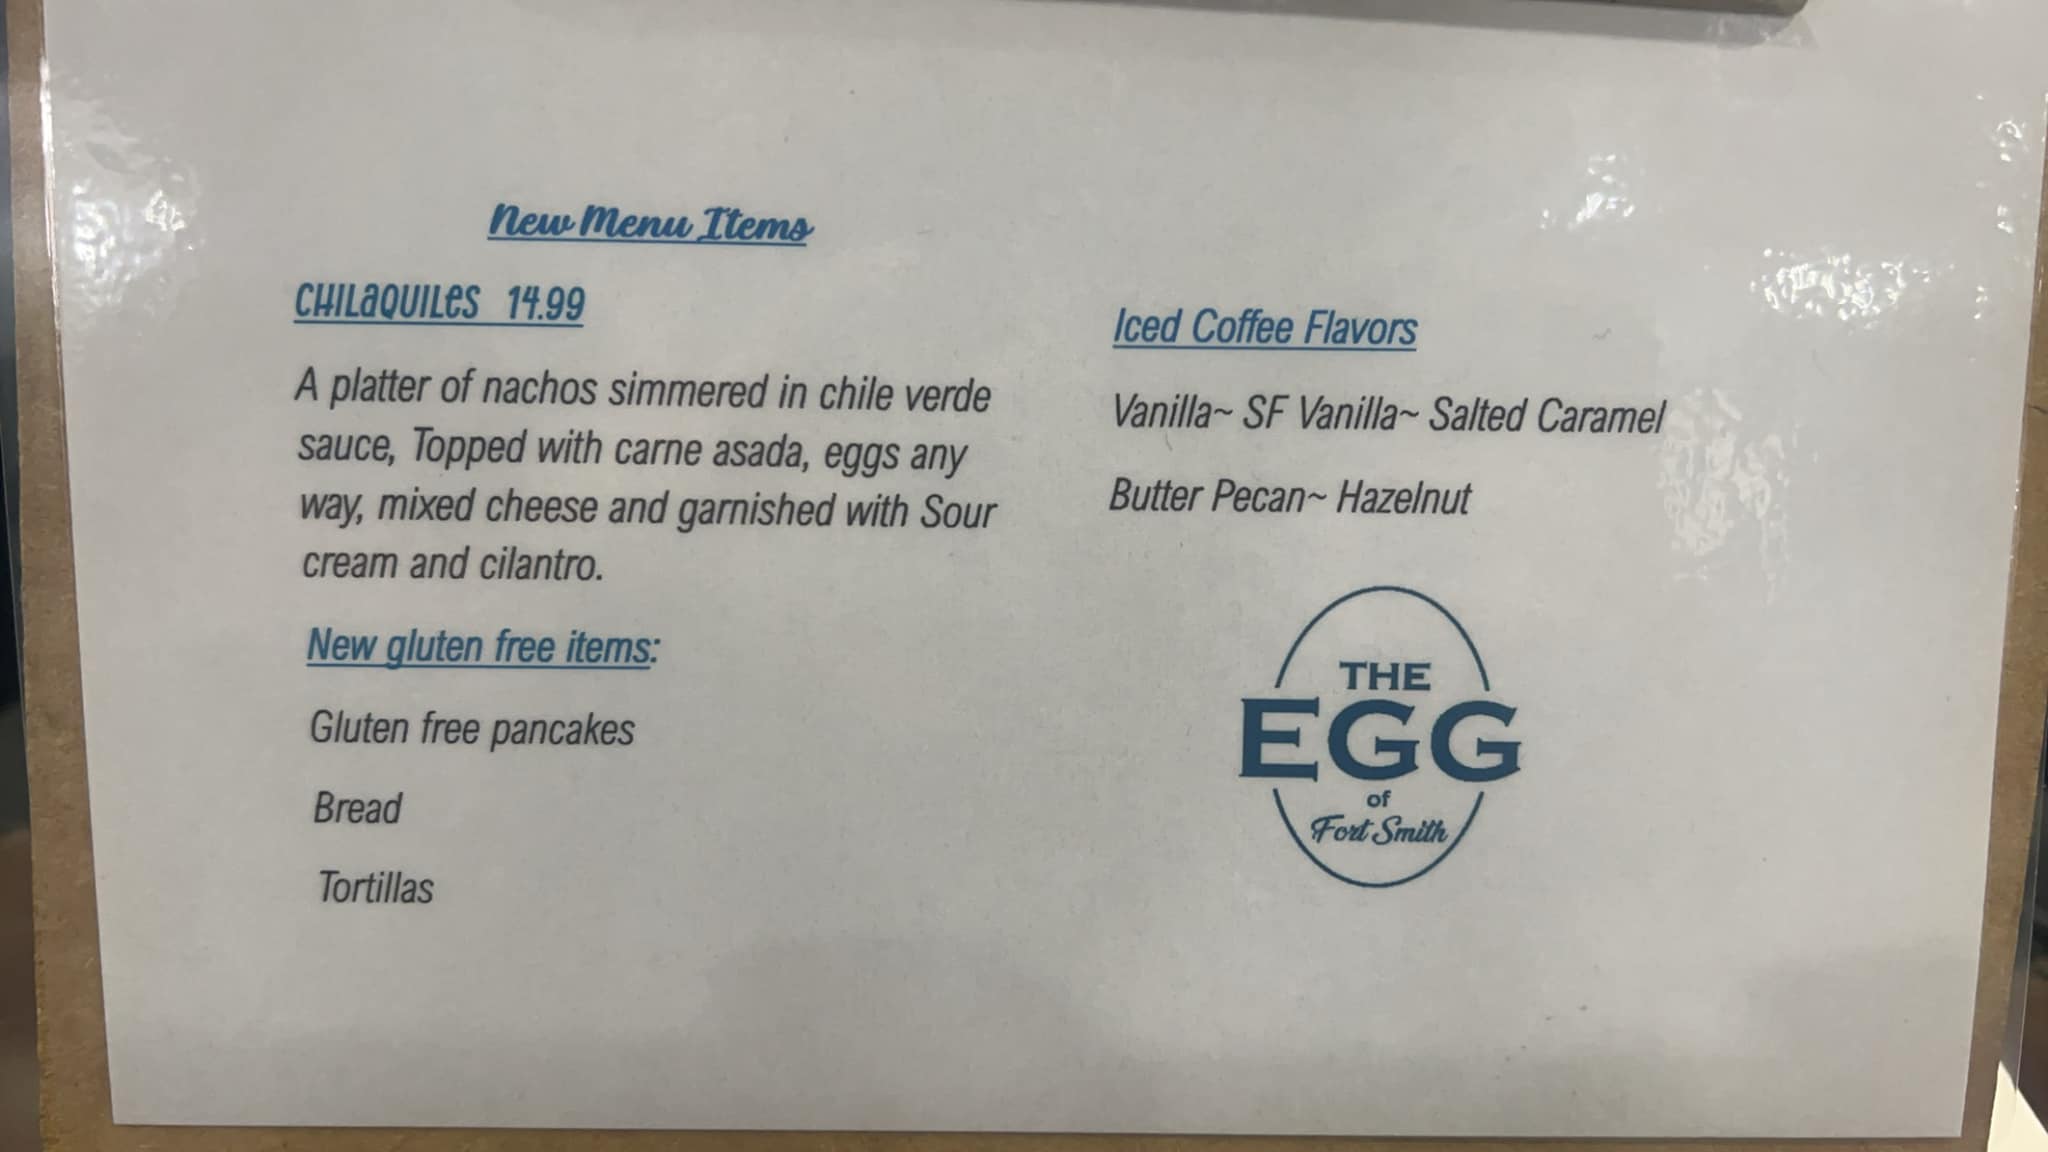 New Menu Items
CHILaQUILeS 14.99
A platter of nachos simmered in chile verde
sauce, Topped with carne asada, eggs any
way, mixed cheese and garnished with Sour
cream and cilantro.
New gluten free items:
Gluten free pancakes
Bread
Tortillas
Iced Coffee Flavors
Vanilla~ SF Vanilla~ Salted Caramel
Butter Pecan~ Hazelnut
THE
EGG
of
Fort Smith